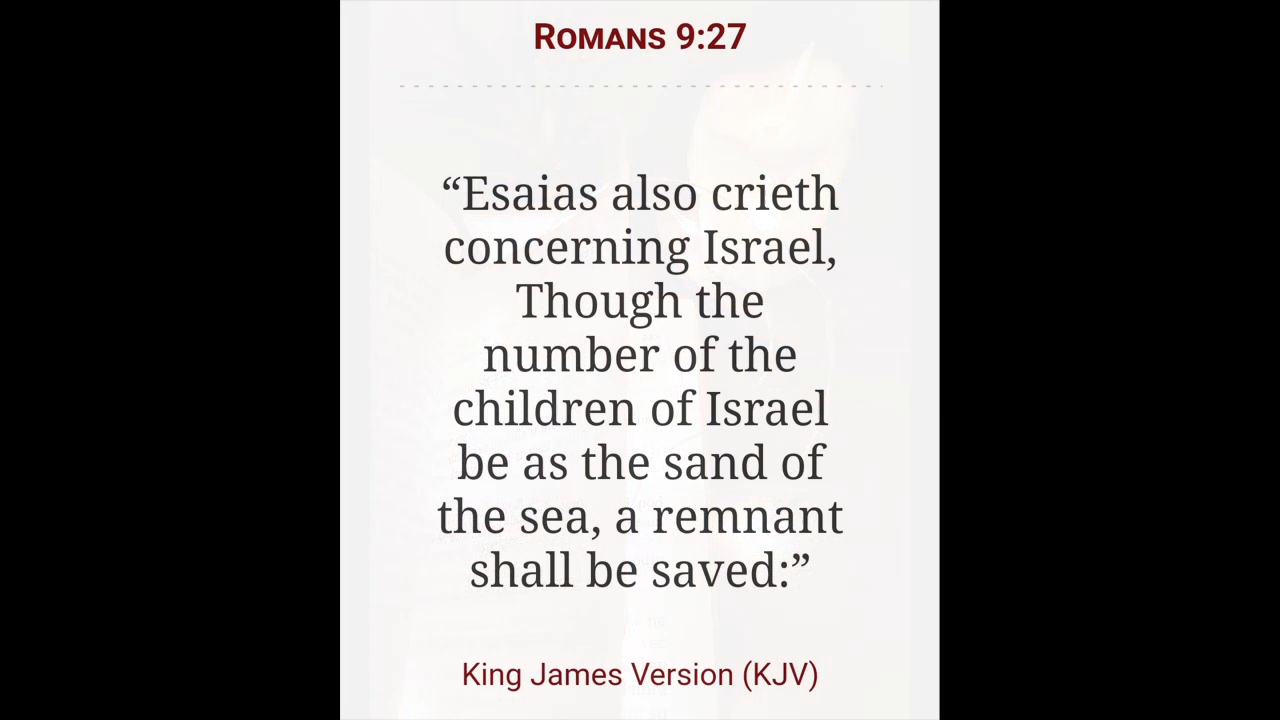 Romans 9:27
“Esaias also crieth
concerning Israel,
Though the
number of the
children of Israel
be as the sand of
the sea, a remnant
shall be saved:”
King James Version (KJV)